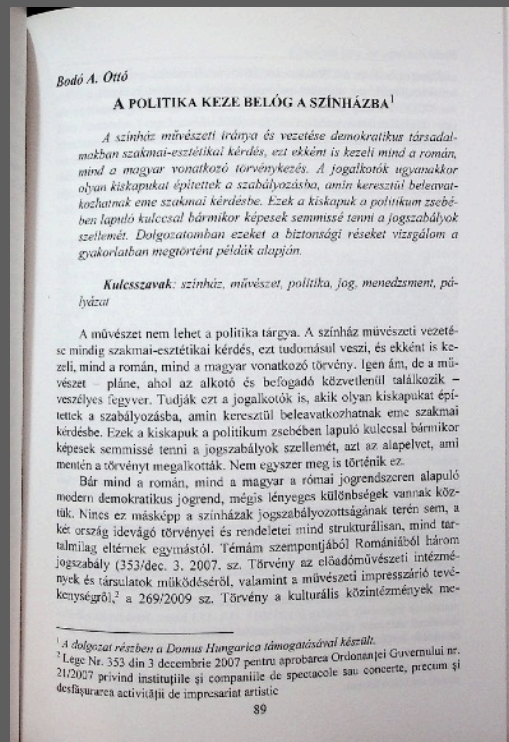 Bodó A. Ottó
A POLITIKA KEZE BELÓG A SZÍNHÁZBA¹
A színház művészeti iránya és vezetése demokratikus társadal-
makban szakmai-esztétikai kérdés, ezt ekként is kezeli mind a román,
mind a magyar vonatkozó törvénykezés. A jogalkotók ugyanakkor
olyan kiskapukat építettek a szabályozásba, amin keresztül beleavat-
kozhatnak eme szakmai kérdésbe. Ezek a kiskapuk a politikum zsebé-
ben lapuló kulccsal bármikor képesek semmissé tenni a jogszabályok
szellemét. Dolgozatomban ezeket a biztonsági réseket vizsgálom a
gyakorlatban megtörtént példák alapján.
Kulcsszavak: színház, művészet, politika, jog, menedzsment, pá-
lyázat
A művészet nem lehet a politika tárgya. A színház művészeti vezeté-
se mindig szakmai-esztétikai kérdés, ezt tudomásul veszi, és ekként is ke-
zeli, mind a román, mind a magyar vonatkozó törvény. Igen ám, de a mű-
vészet – pláne, ahol az alkotó és befogadó közvetlenül találkozik –
veszélyes fegyver. Tudják ezt a jogalkotók is, akik olyan kiskapukat épí-
tettek a szabályozásba, amin keresztül beleavatkozhatnak eme szakmai
kérdésbe. Ezek a kiskapuk a politikum zsebében lapuló kulccsal bármikor
képesek semmissé tenni a jogszabályok szellemét, azt az alapelvet, ami
mentén a törvényt megalkották. Nem egyszer meg is történik ez.
Bár mind a román, mind a magyar a római jogrendszeren alapuló
modern demokratikus jogrend, mégis lényeges különbségek vannak köz-
tük. Nincs ez másképp a színházak jogszabályozottságának terén sem, a
két ország idevágó törvényei és rendeletei mind strukturálisan, mind tar-
talmilag eltérnek egymástól. Témám szempontjából Romániából három
jogszabály (353/dec. 3. 2007. sz. Törvény az előadóművészeti intézmé-
nyek és társulatok működéséről, valamint a művészeti impresszárió tevé-
kenységről,² a 269/2009 sz. Törvény a kulturális közintézmények me-
¹ A dolgozat részben a Domus Hungarica támogatásával készült.
² Lege Nr. 353 din 3 decembrie 2007 pentru aprobarea Ordonanţei Guvernului nr.
21/2007 privind instituţiile şi companiile de spectacole sau concerte, precum şi
desfăşurarea activităţii de impresariat artistic
89